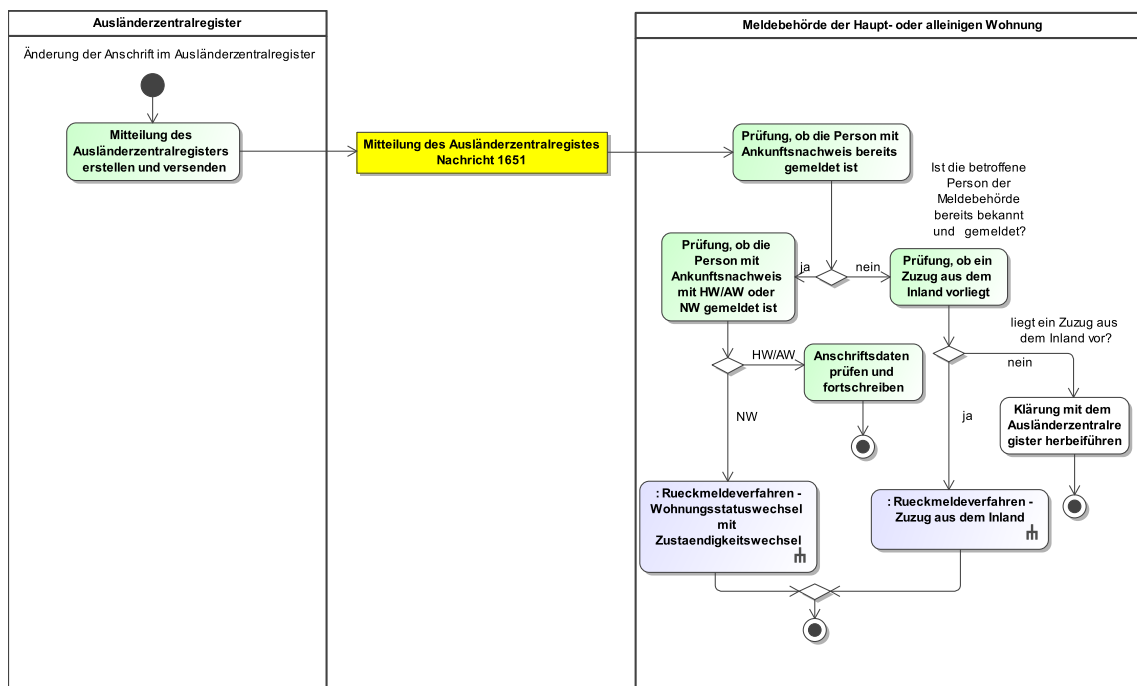 Ausländerzentralregister
Änderung der Anschrift im Ausländerzentralregister
Mitteilung des
Ausländerzentralregisters
erstellen und versenden
Mitteilung des Ausländerzentralregistes
Nachricht 1651
Meldebehörde der Haupt- oder alleinigen Wohnung
Prüfung, ob die Person mit
Ankunftsnachweis bereits
gemeldet ist
Ist die betroffene
Person der
Meldebehörde
bereits bekannt
und gemeldet?
Prüfung, ob die
Person mit
Ankunftsnachweis
mit HW/AW oder
NW gemeldet ist
ja
nein
Prüfung, ob ein
Zuzug aus dem
Inland vorliegt
liegt ein Zuzug aus
dem Inland vor?
HW/AW
Anschriftsdaten
prüfen und
fortschreiben
nein
NW
ja
Klärung mit dem
Ausländerzentralre
gister herbeiführen
: Rueckmeldeverfahren -
Wohnungsstatuswechsel
mit
Zustaendigkeitswechsel
: Rueckmeldeverfahren -
Zuzug aus dem Inland